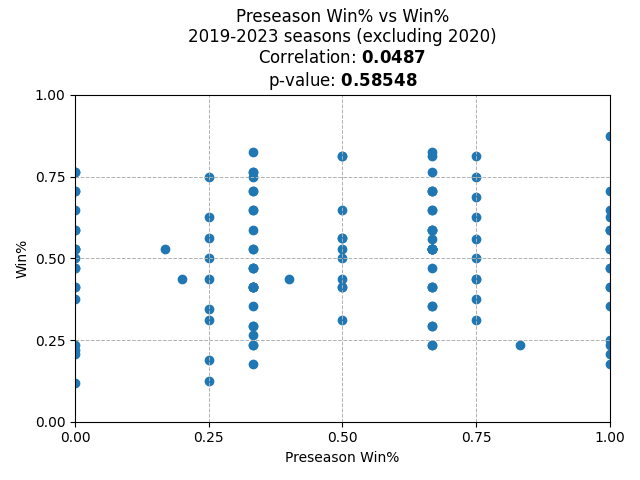 Preseason Win% vs Win%
2019-2023 seasons (excluding 2020)
Correlation: 0.0487
p-value: 0.58548
1.00
0.75
0.50
0.25
0.00
Win%
0.00 0.25 0.50 0.75 1.00
Preseason Win%